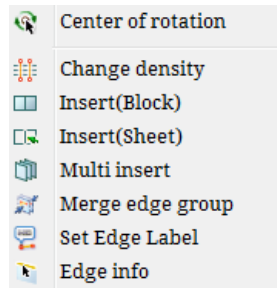 Center of rotation
Change density
Insert(Block)
Insert(Sheet)
Multi insert
Merge edge group
Set Edge Label
Edge info